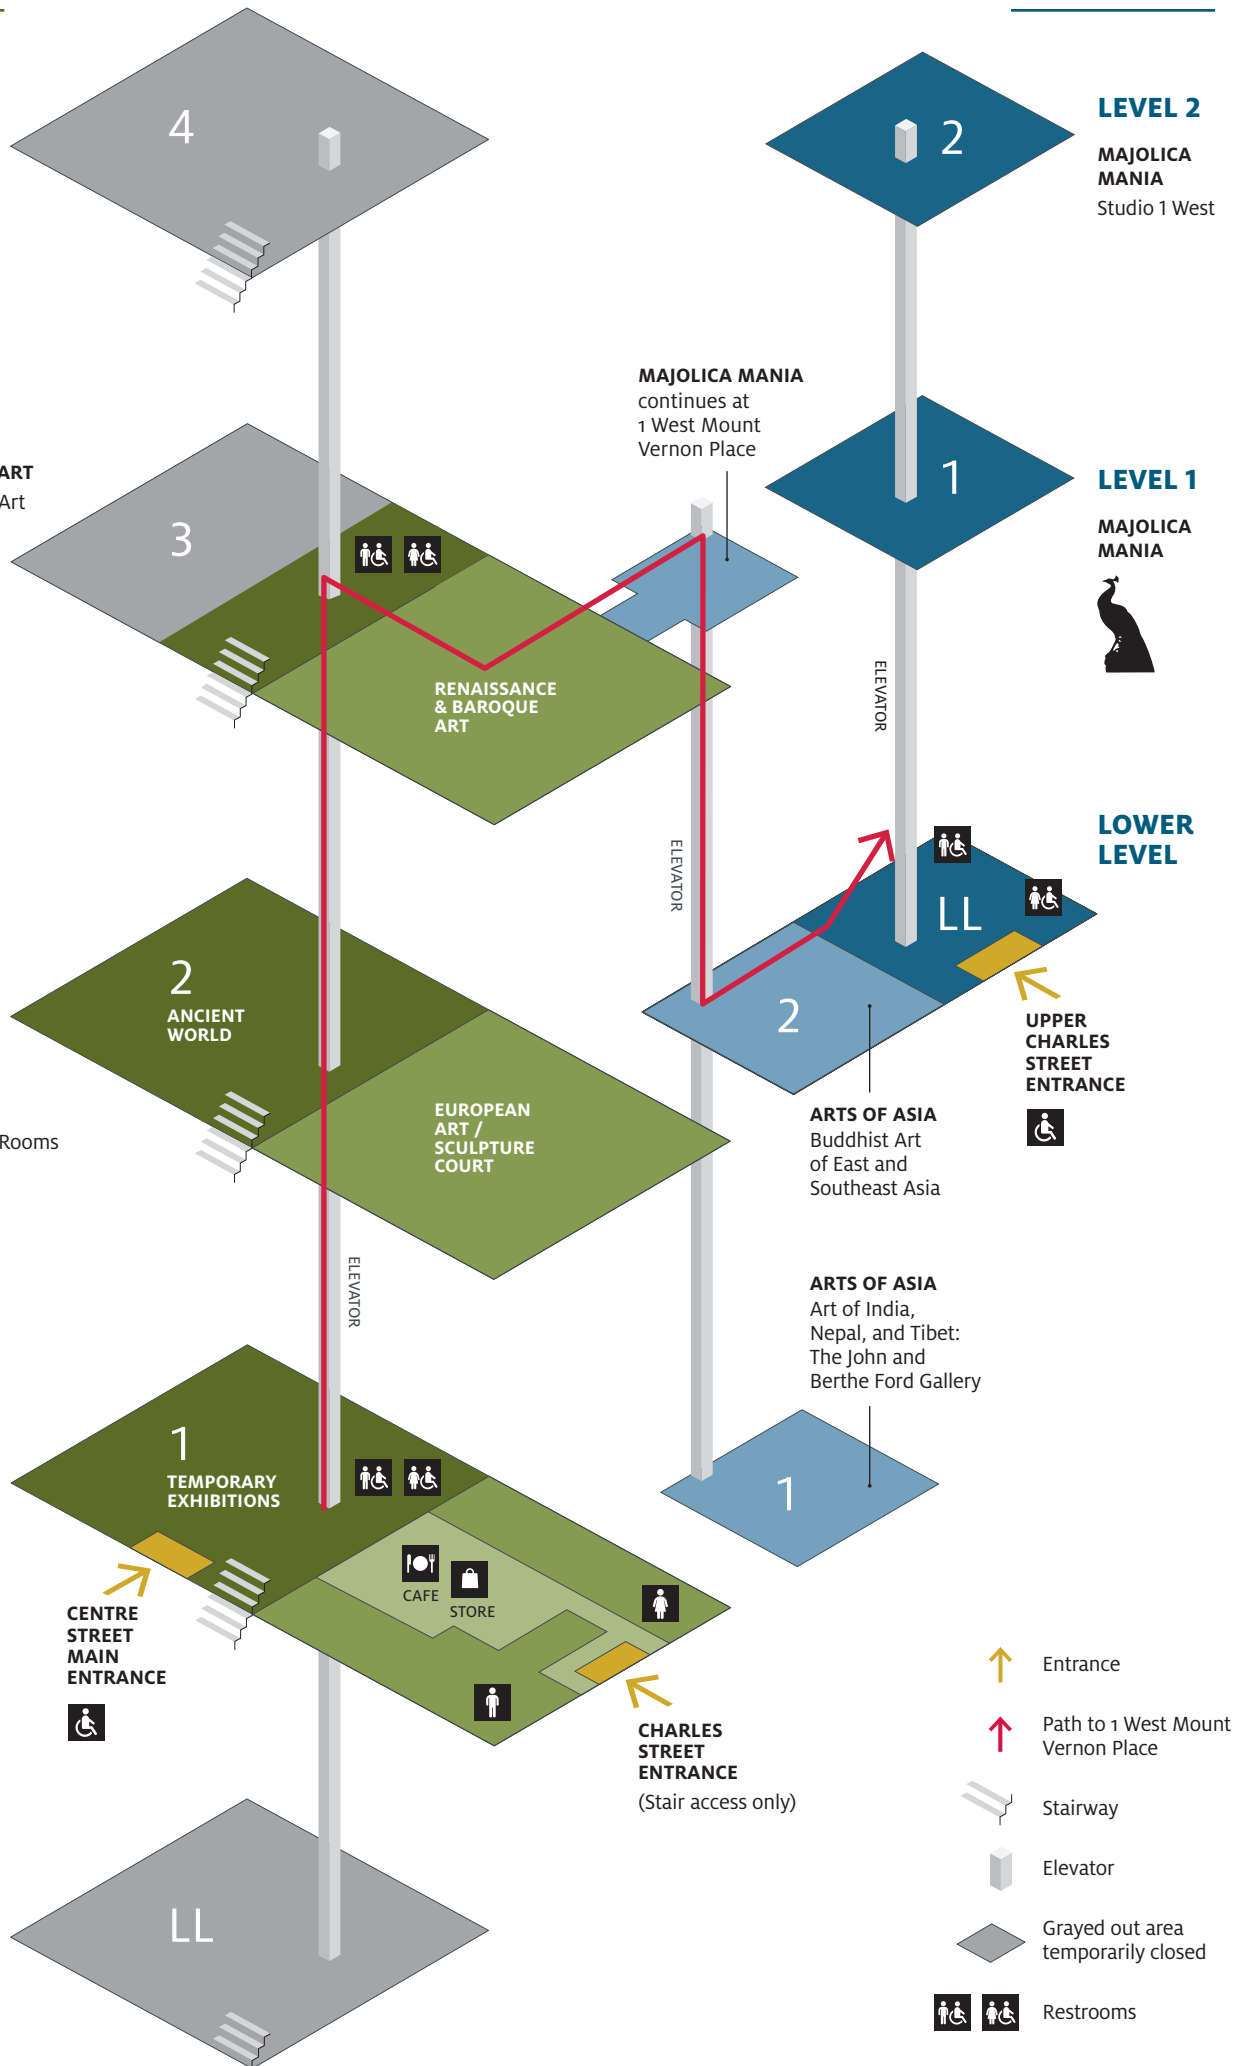 4
2
LEVEL 2
MAJOLICA
MANIA
Studio 1 West
MAJOLICA MANIA
continues at
1 West Mount
Vernon Place
ART
Art
3
1
LEVEL 1
MAJOLICA
MANIA
RENAISSANCE
& BAROQUE
ART
ELEVATOR
ELEVATOR
LOWER
LEVEL
LL
2
ANCIENT
WORLD
2
UPPER
CHARLES
STREET
ENTRANCE
EUROPEAN
ART /
SCULPTURE
COURT
Rooms
ARTS OF ASIA
Buddhist Art
of East and
Southeast Asia
ELEVATOR
ARTS OF ASIA
Art of India,
Nepal, and Tibet:
The John and
Berthe Ford Gallery
1
TEMPORARY
EXHIBITIONS
1
CAFE
STORE
CENTRE
STREET
MAIN
ENTRANCE
CHARLES
STREET
ENTRANCE
(Stair access only)
LL
Entrance
Path to 1 West Mount
Vernon Place
Stairway
Elevator
Grayed out area
temporarily closed
Restrooms